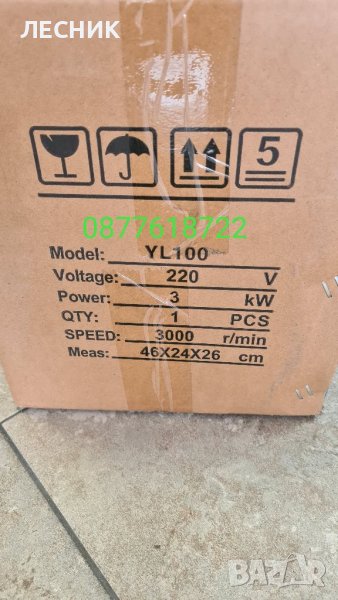 ЛЕСНИК
5
0877618722
Model: YL100
Voltage: 220 V
Power: 3 kW
QTY: 1 PCS
SPEED: 3000 r/min
Meas: 46X24X26 cm
BAZAR